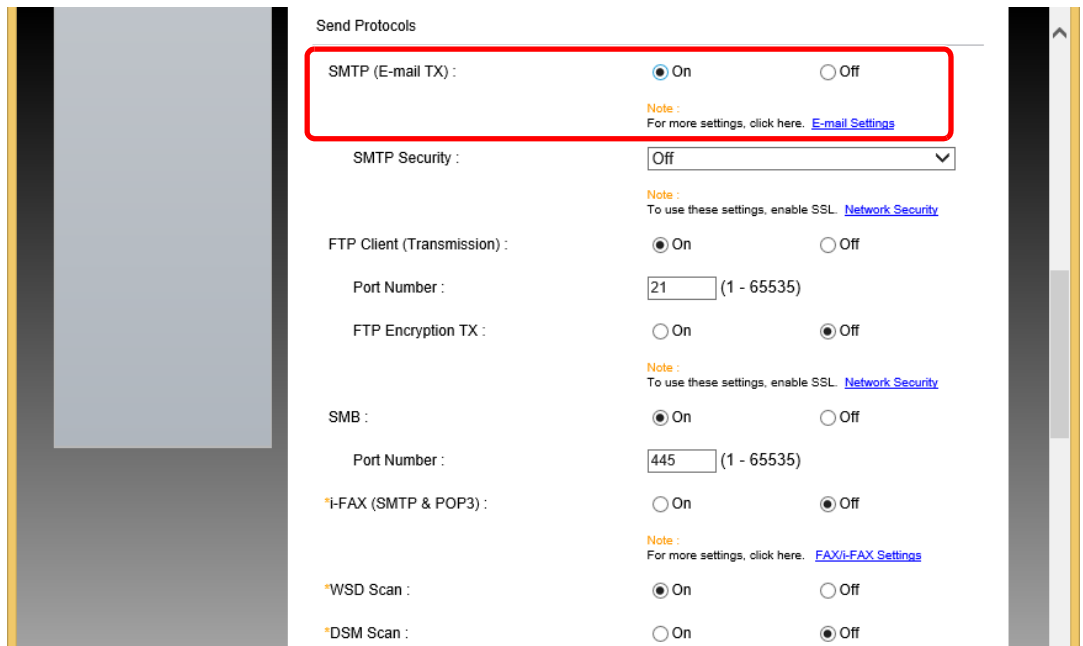 Send Protocols
SMTP (E-mail TX) : On Off
Note :
For more settings, click here. E-mail Settings
SMTP Security : Off
Note :
To use these settings, enable SSL. Network Security
FTP Client (Transmission) : On Off
Port Number : 21 (1 - 65535)
FTP Encryption TX : On Off
Note :
To use these settings, enable SSL. Network Security
SMB : On Off
Port Number : 445 (1 - 65535)
*i-FAX (SMTP & POP3) : On Off
Note :
For more settings, click here. FAX/i-FAX Settings
*WSD Scan : On Off
*DSM Scan : On Off